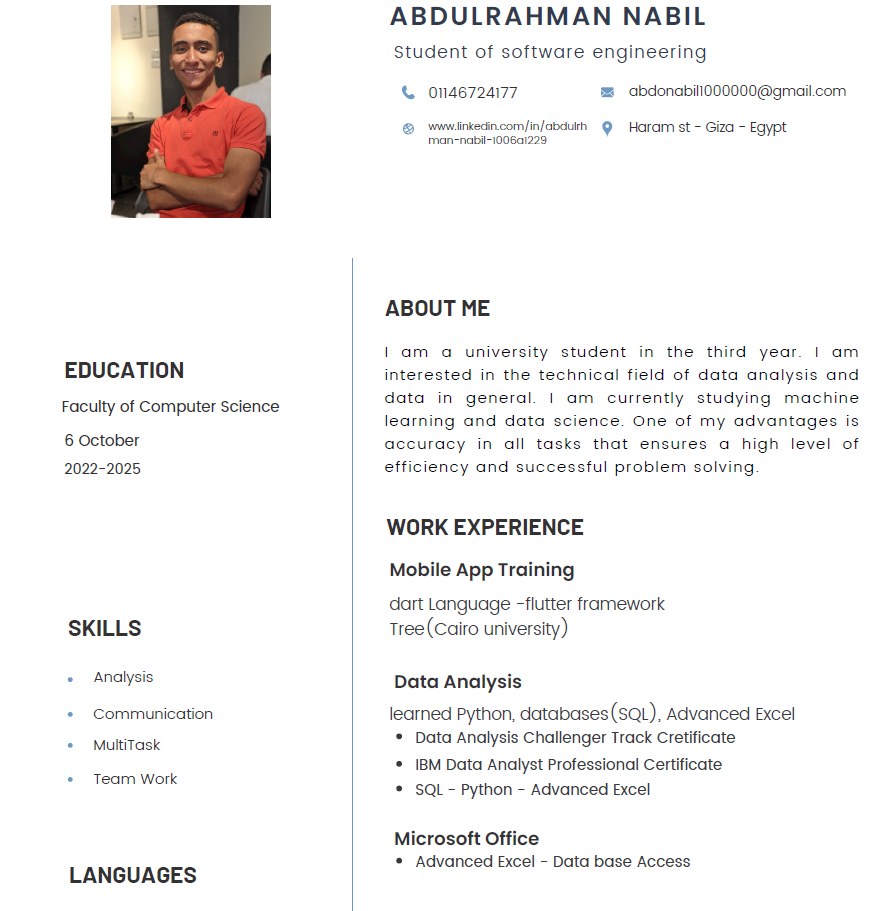 ABDULRAHMAN NABIL
Student of software engineering
01146724177
abdonabil1000000@gmail.com
www.linkedin.com/in/abdulrh
man-nabil-1006a1229
Haram st - Giza - Egypt
EDUCATION
Faculty of Computer Science
6 October
2022-2025
SKILLS
Analysis
Communication
MultiTask
Team Work
LANGUAGES
ABOUT ME
I am a university student in the third year. I am
interested in the technical field of data analysis and
data in general. I am currently studying machine
learning and data science. One of my advantages is
accuracy in all tasks that ensures a high level of
efficiency and successful problem solving.
WORK EXPERIENCE
Mobile App Training
dart Language -flutter framework
Tree(Cairo university)
Data Analysis
learned Python, databases(SQL), Advanced Excel
• Data Analysis Challenger Track Cretificate
• IBM Data Analyst Professional Certificate
• SQL - Python - Advanced Excel
Microsoft Office
• Advanced Excel - Data base Access